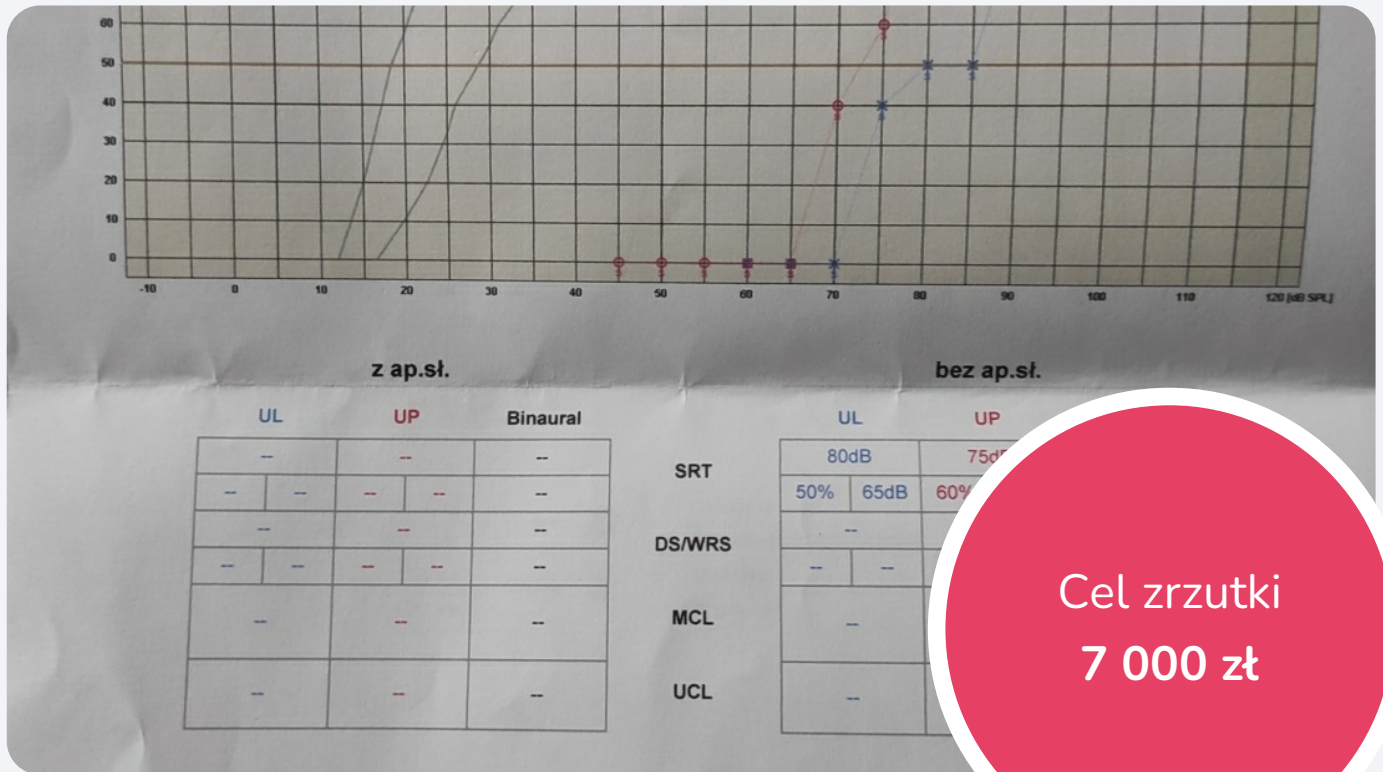 60
50
40
30
20
10
0
-10 0 10 20 30 40 50 60 70 80 90 100 110 120 [dB SPL]
z ap.sł. bez ap.sł.
UL UP Binaural UL UP
-- -- -- SRT 80dB 75dB
-- -- -- -- -- 50% 65dB 60%
-- -- -- DS/WRS --
-- -- -- -- -- -- --
-- -- -- MCL --
-- -- -- UCL --
Cel zrzutki
7 000 zł